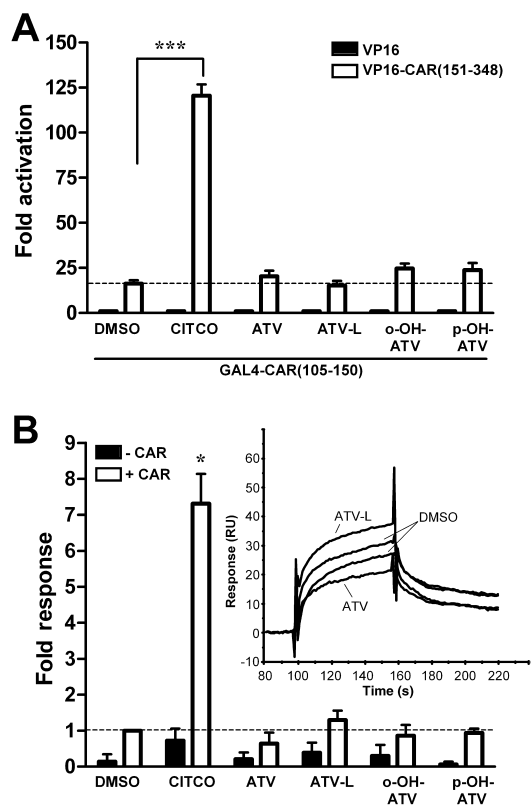 A
150
125
100
75
50
25
0
Fold activation
***
VP16
VP16-CAR(151-348)
DMSO CITCO ATV ATV-L o-OH-ATV p-OH-ATV
GAL4-CAR(105-150)
B
9
8
7
6
5
4
3
2
1
0
Fold response
- CAR
+ CAR
*
60
50
40
30
20
10
0
-10
Response (RU)
ATV-L
DMSO
ATV
80 100 120 140 160 180 200 220
Time (s)
DMSO CITCO ATV ATV-L o-OH-ATV p-OH-ATV